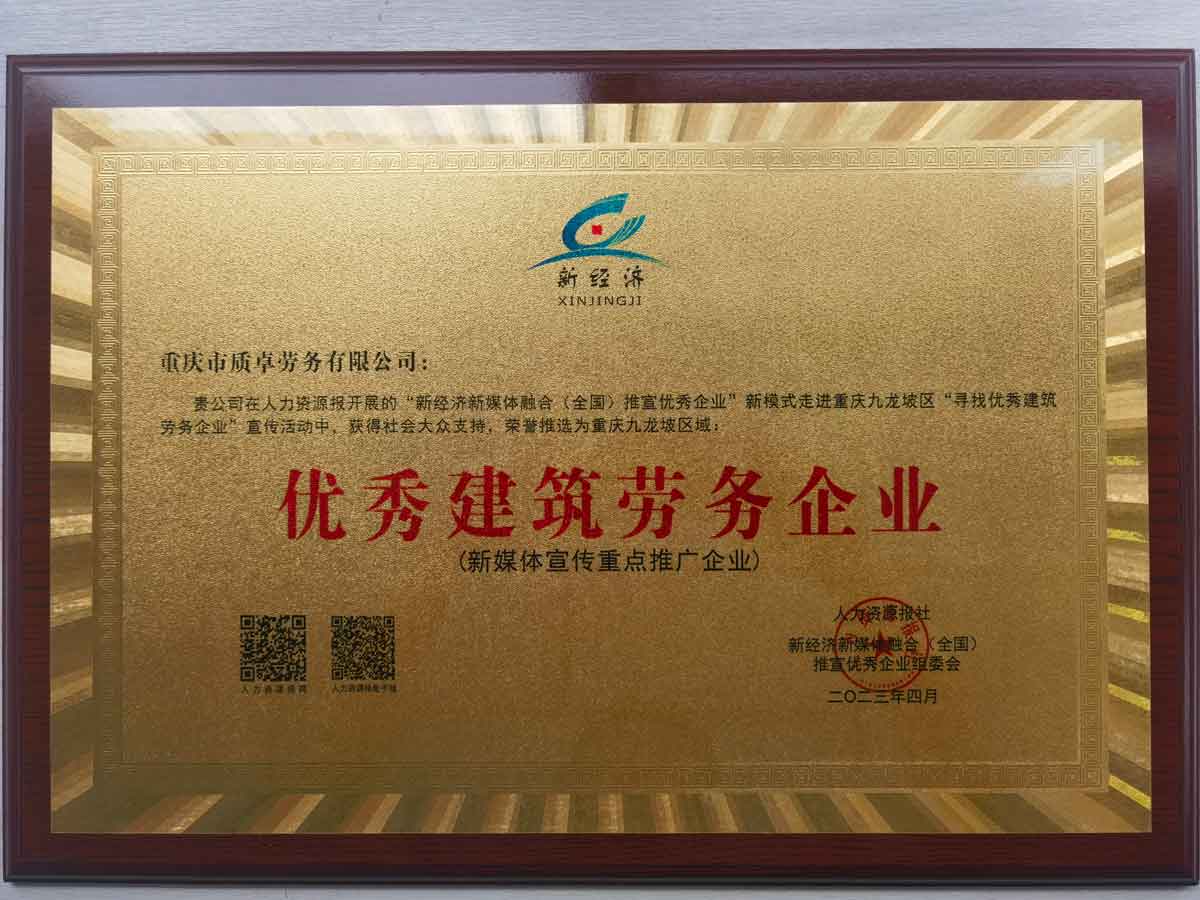 新经济
XINJINGJI
重庆市质卓劳务有限公司：
贵公司在人力资源报开展的“新经济新媒体融合（全国）推宣优秀企业”新模式走进重庆九龙坡区“寻找优秀建筑
劳务企业”宣传活动中，获得社会大众支持，荣誉推选为重庆九龙坡区域：
优秀建筑劳务企业
(新媒体宣传重点推广企业)
人力资源报社
新经济新媒体融合（全国）
推宣优秀企业组委会
二〇二三年四月
人力资源报网